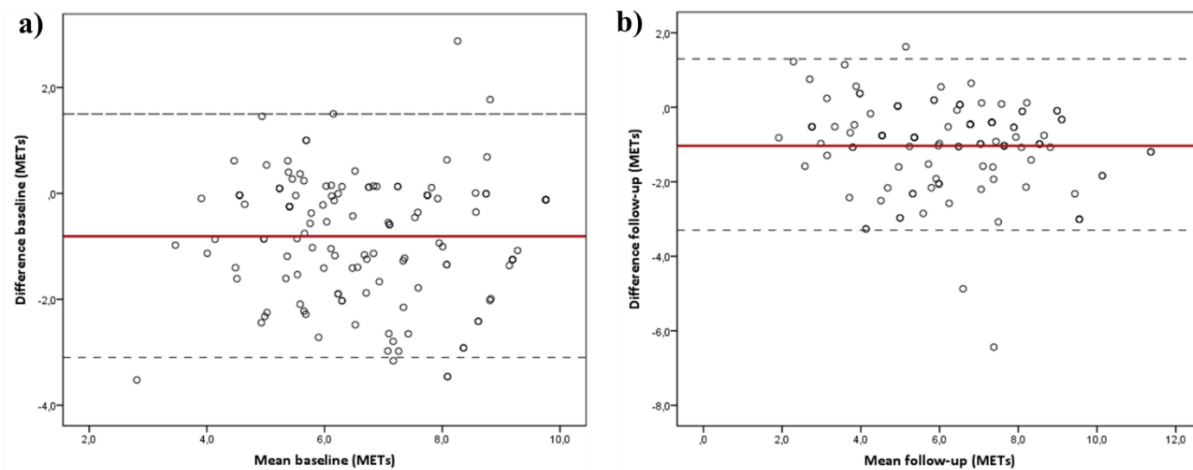 a)
2,0
,0
-2,0
-4,0
Difference baseline (METs)
2,0 4,0 6,0 8,0 10,0
Mean baseline (METs)
b)
2,0
,0
-2,0
-4,0
-6,0
-8,0
Difference follow-up (METs)
,0 2,0 4,0 6,0 8,0 10,0 12,0
Mean follow-up (METs)